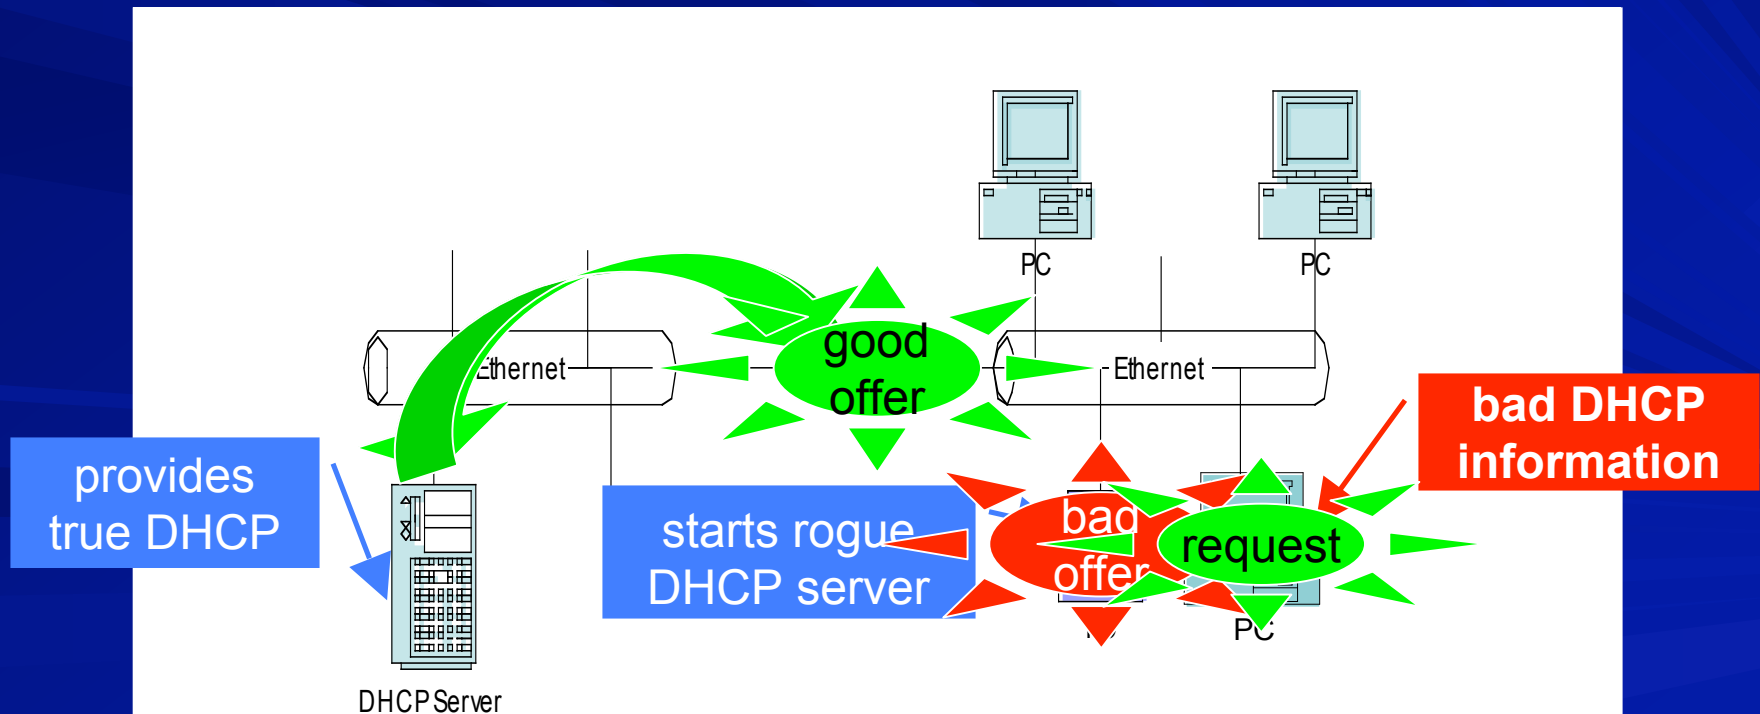 PC
PC
good
offer
Ethernet
Ethernet
bad DHCP
information
provides
true DHCP
starts rogue
DHCP server
bad
offer
request
PC
DHCP Server